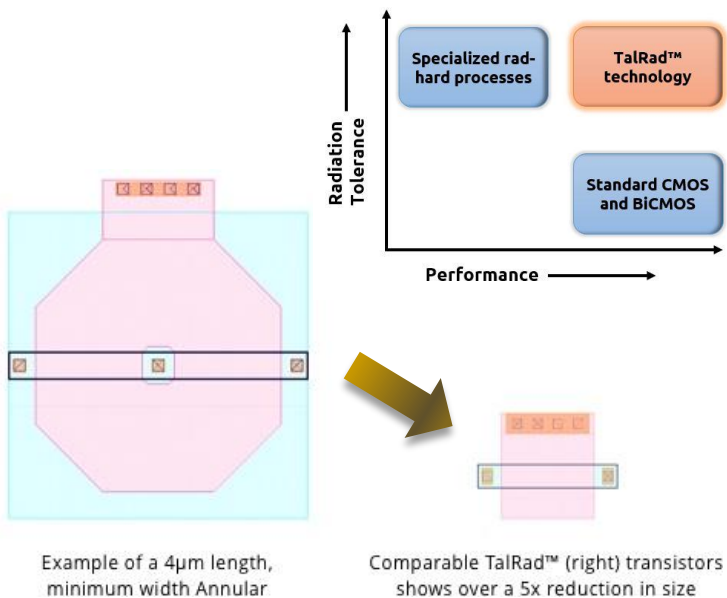 Specialized rad-
hard processes
TalRad™
technology
Radiation
Tolerance
Standard CMOS
and BiCMOS
Performance
Example of a 4µm length,
minimum width Annular
Comparable TalRad™ (right) transistors
shows over a 5x reduction in size